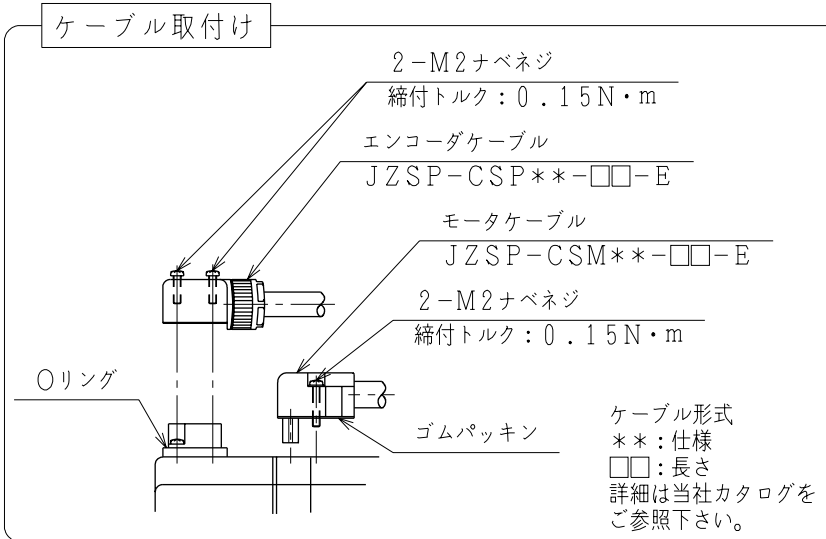 ケーブル取付け
2-M2ナベネジ
締付トルク:0.15N・m
エンコーダケーブル
JZSP-CSP**-□□-E
モータケーブル
JZSP-CSM**-□□-E
2-M2ナベネジ
締付トルク:0.15N・m
Oリング
ゴムパッキン
ケーブル形式
**:仕様
□□:長さ
詳細は当社カタログを
ご参照下さい。